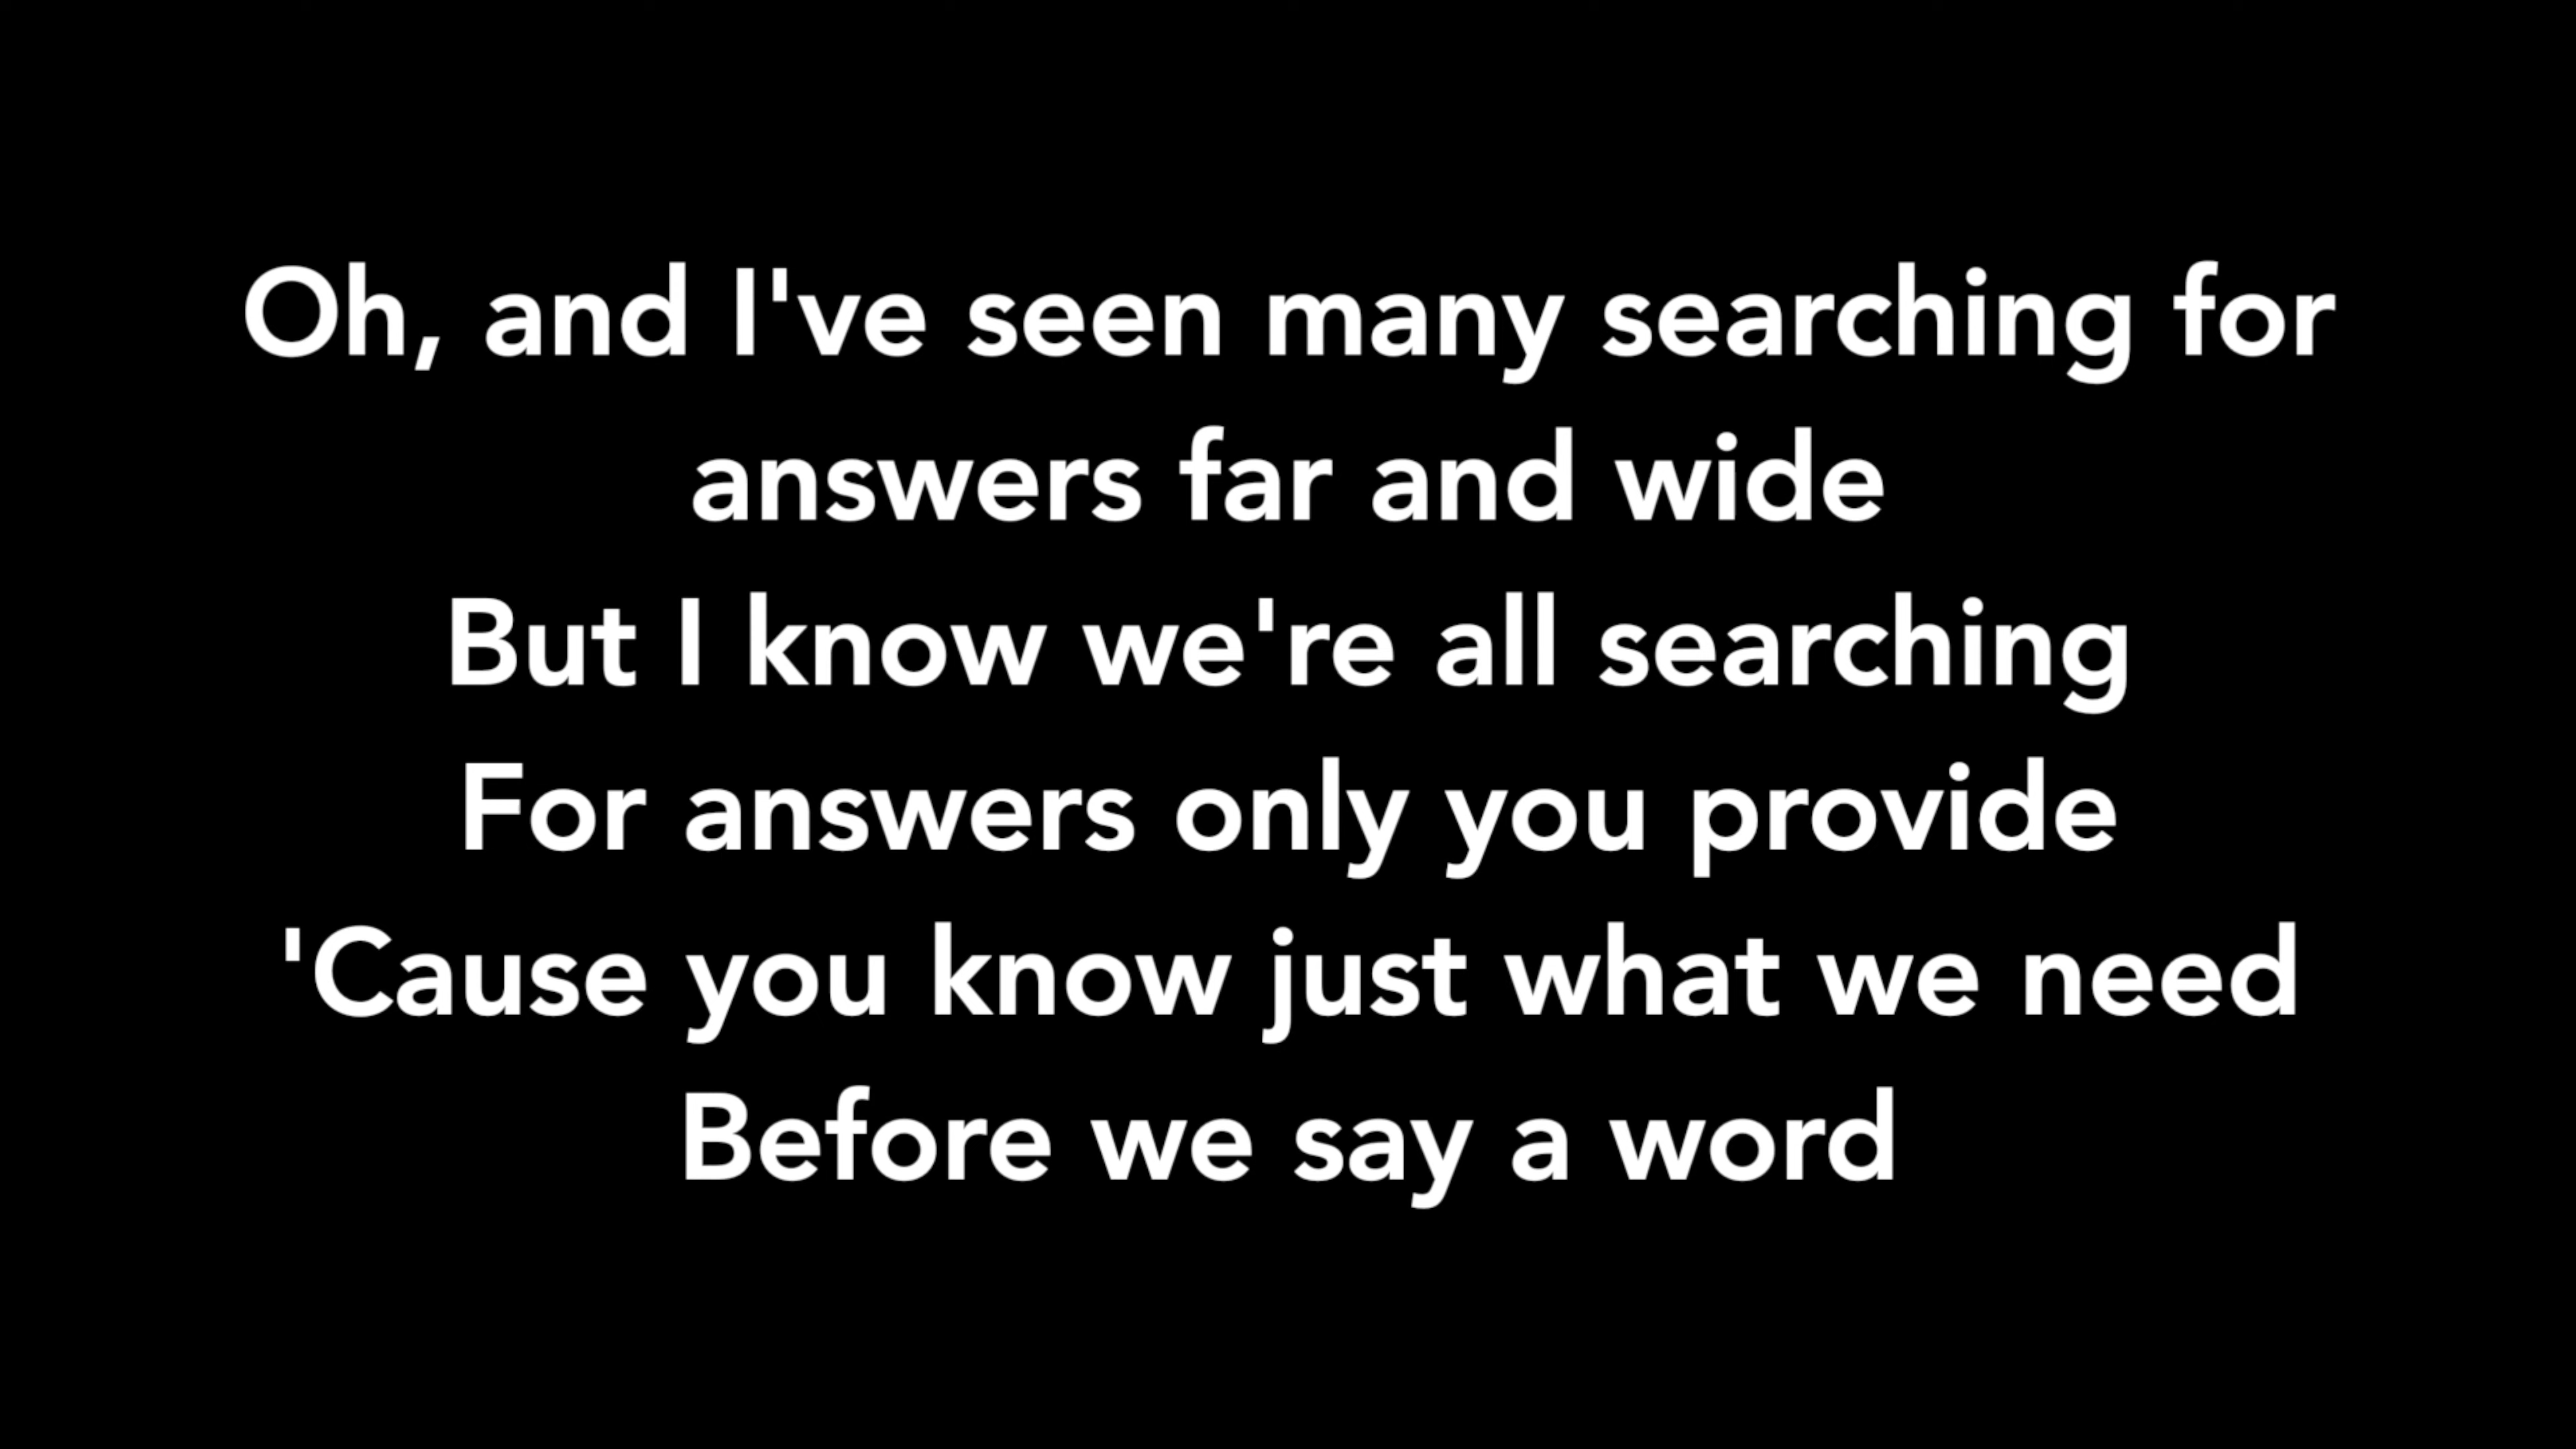 Oh, and I've seen many searching for
answers far and wide
But I know we're all searching
For answers only you provide
'Cause you know just what we need
Before we say a word